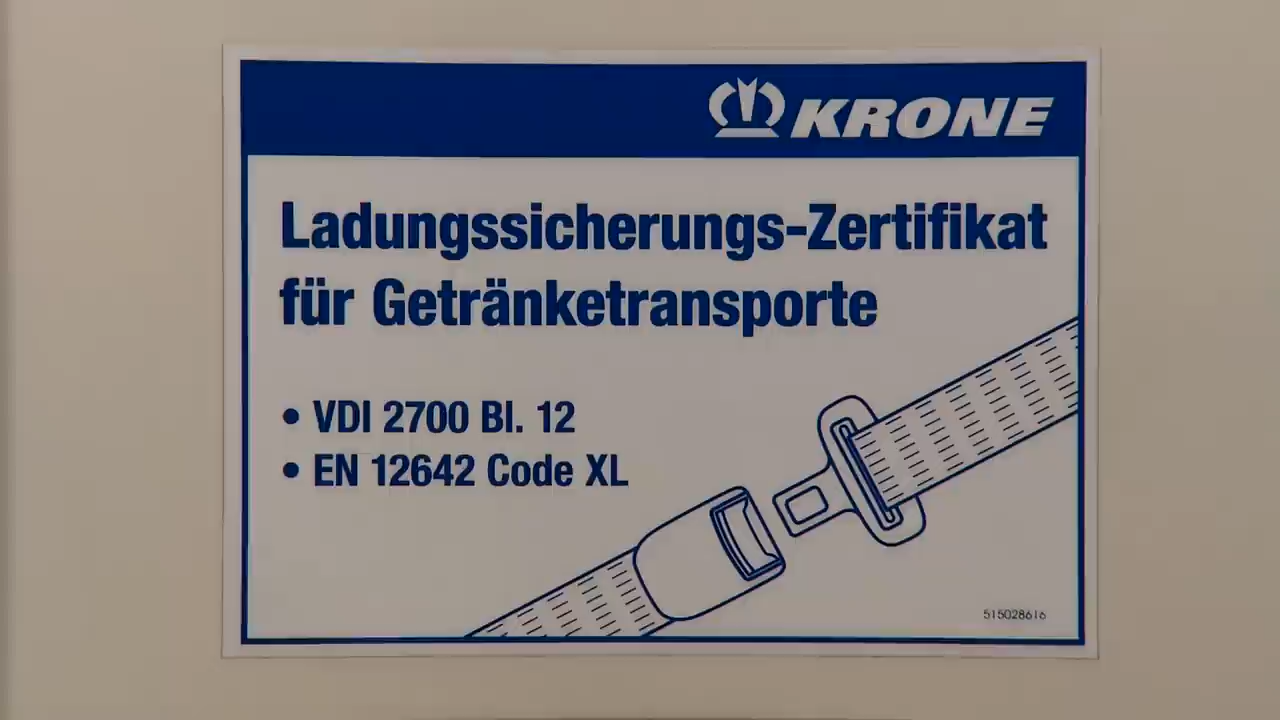 KRONE
Ladungssicherungs-Zertifikat
für Getränketransporte
• VDI 2700 Bl. 12
• EN 12642 Code XL
515028616